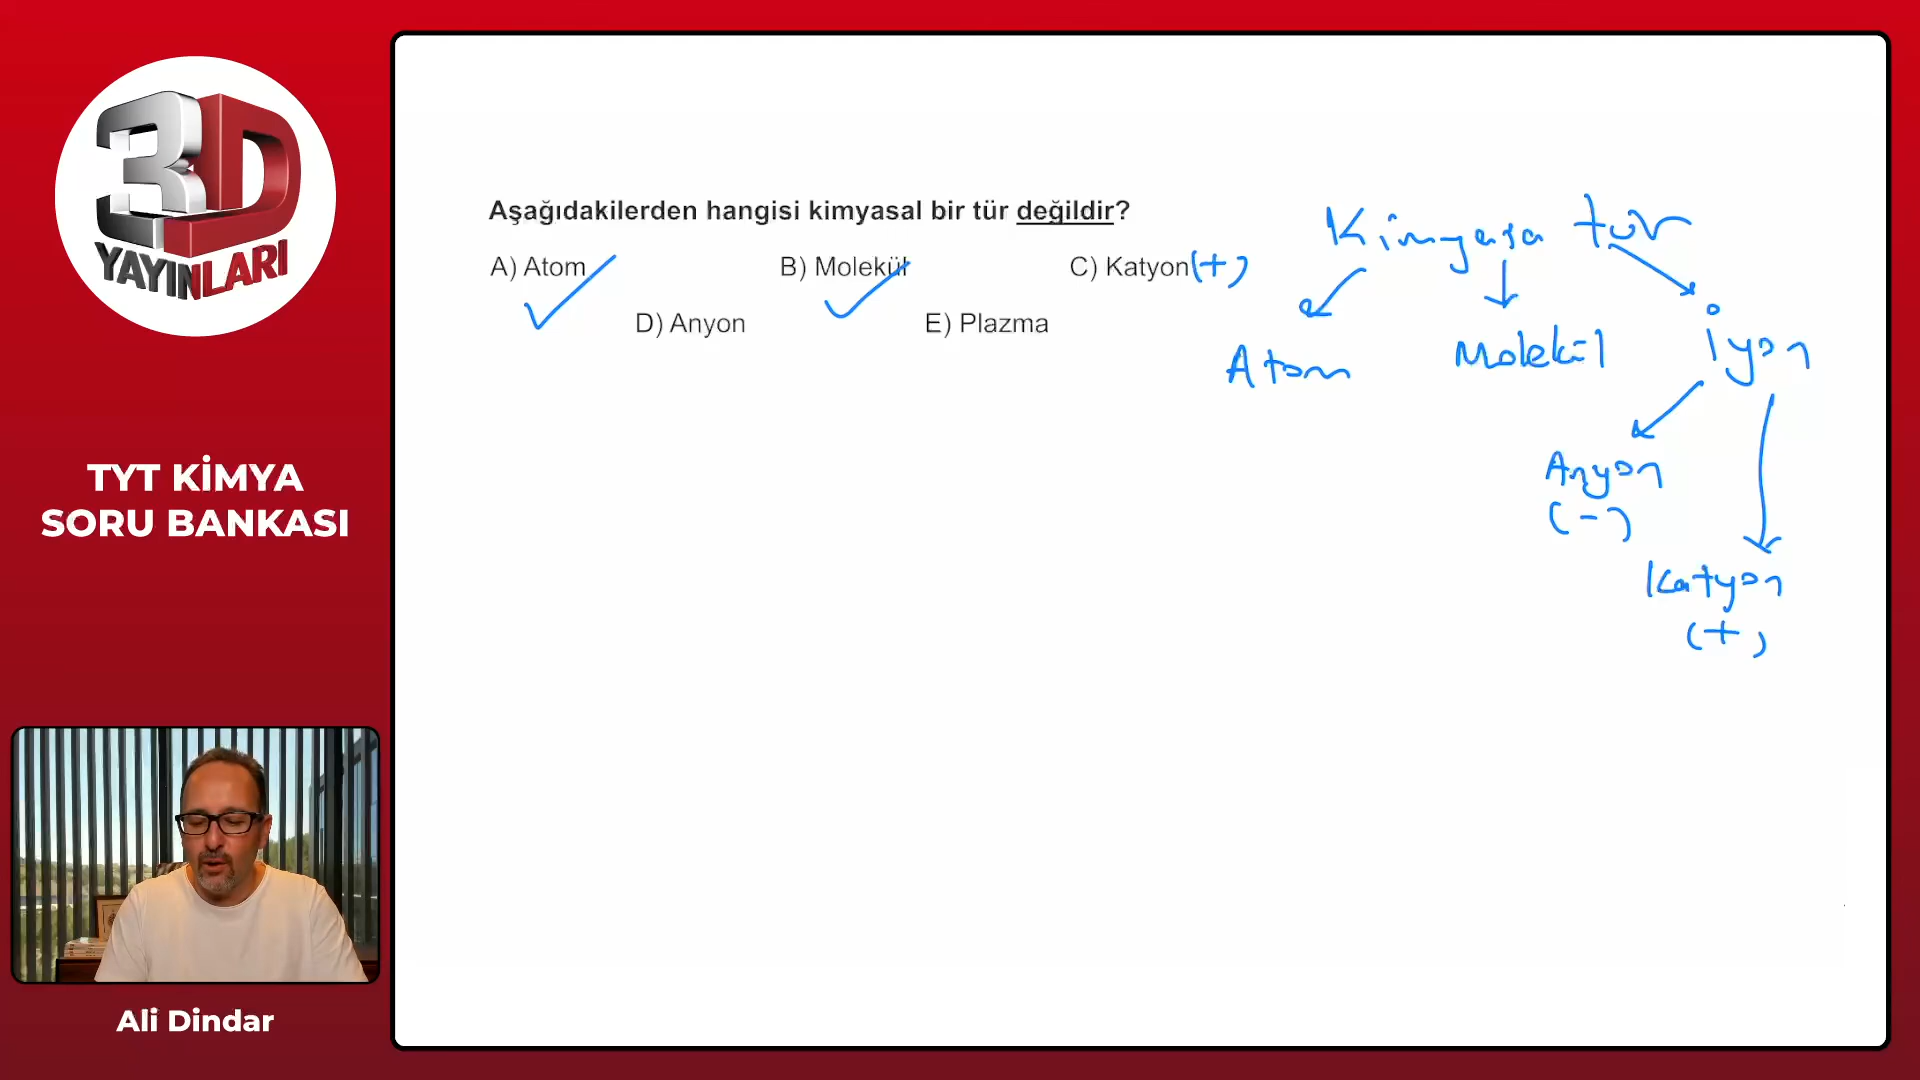 3D
YAYINLARI
TYT KİMYA
SORU BANKASI
Ali Dindar
Aşağıdakilerden hangisi kimyasal bir tür değildir?
A) Atom B) Molekül C) Katyon (+)
D) Anyon E) Plazma
Kimyasa tür
Atom Molekül İyon
Anyon
(-)
Katyon
(+)